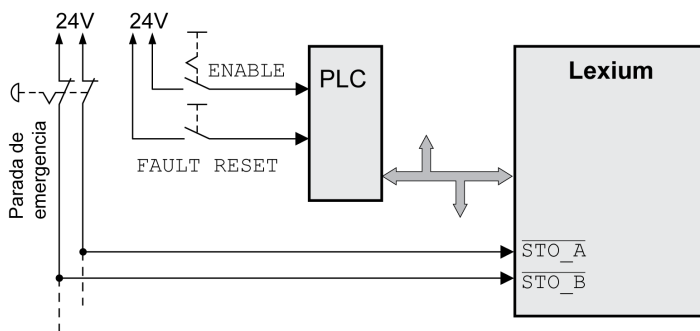 24V
24V
ENABLE
PLC
Lexium
FAULT RESET
Parada de
emergencia
STO_A
STO_B